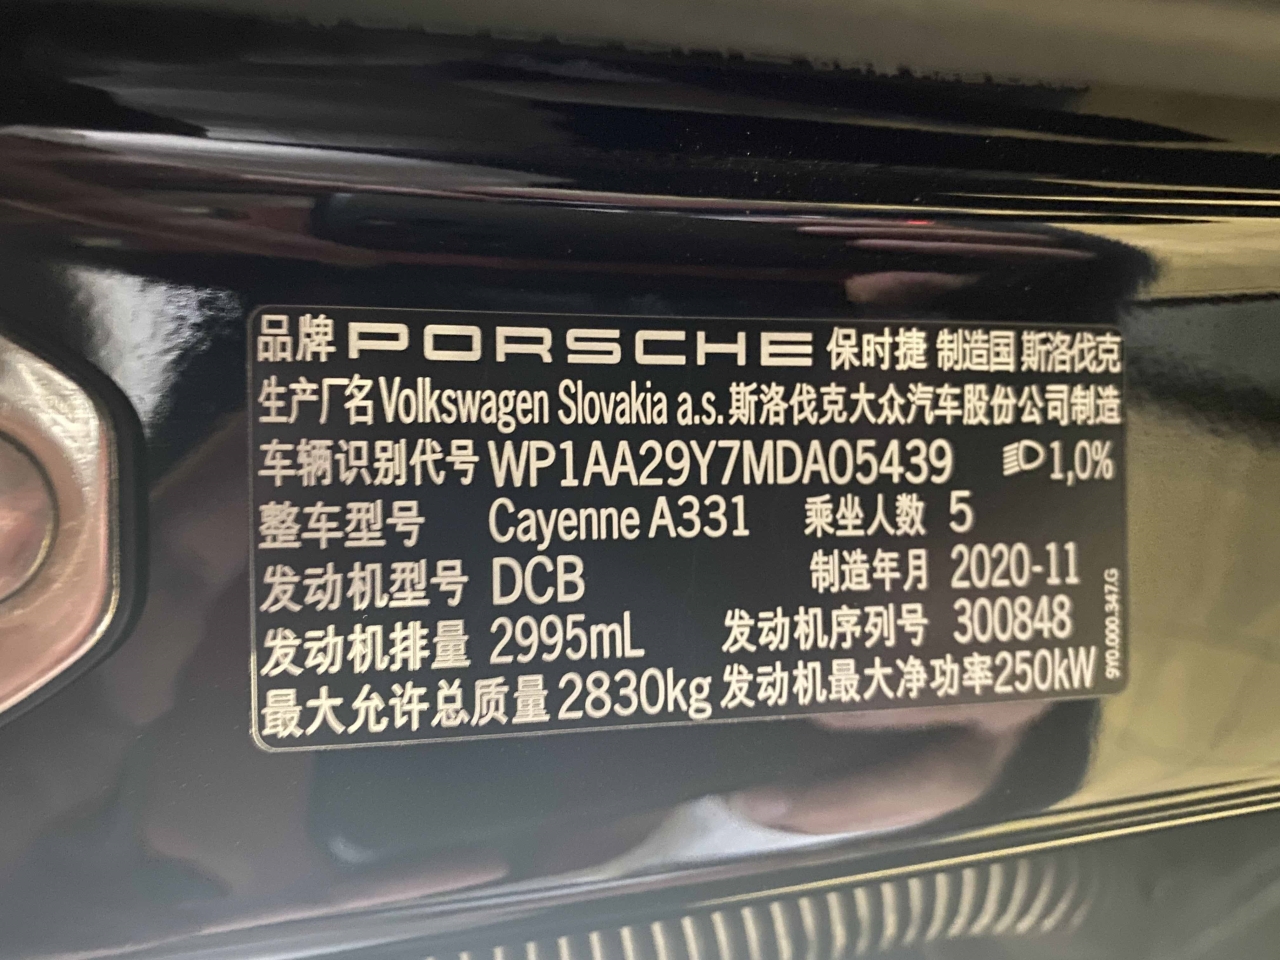 品牌 PORSCHE 保时捷 制造国 斯洛伐克
生产厂名 Volkswagen Slovakia a.s. 斯洛伐克大众汽车股份公司制造
车辆识别代号 WP1AA29Y7MDA05439 1,0%
整车型号 Cayenne A331 乘坐人数 5
发动机型号 DCB 制造年月 2020-11
发动机排量 2995mL 发动机序列号 300848
最大允许总质量 2830kg 发动机最大净功率 250kW
9Y0.000.347.G